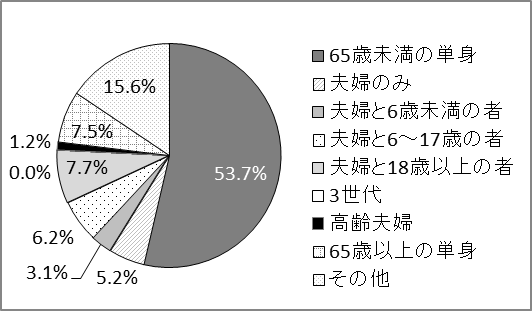 53.7%
5.2%
3.1%
6.2%
7.7%
0.0%
1.2%
7.5%
15.6%
65歳未満の単身
夫婦のみ
夫婦と6歳未満の者
夫婦と6～17歳の者
夫婦と18歳以上の者
3世代
高齢夫婦
65歳以上の単身
その他